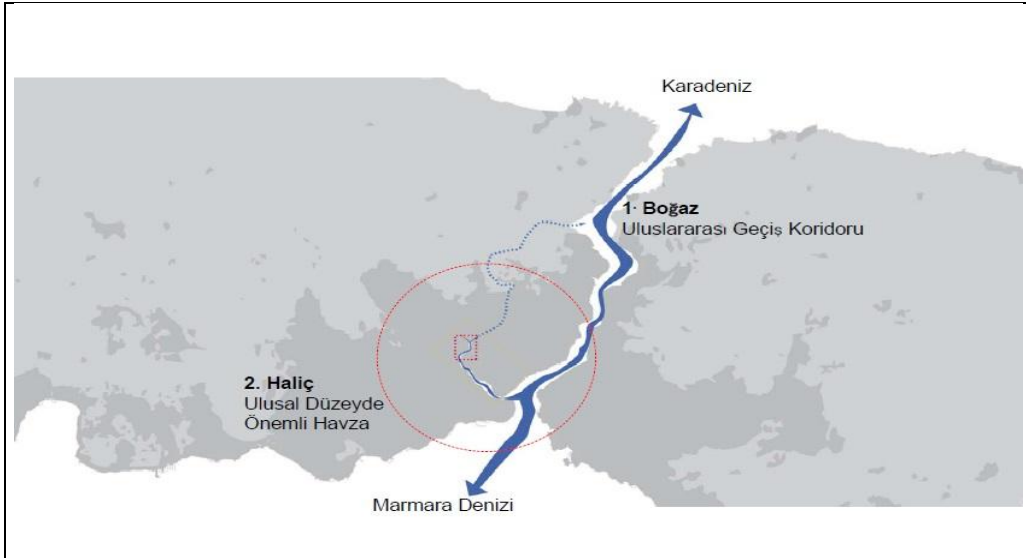 Karadeniz
1. Boğaz
Uluslararası Geçiş Koridoru
2. Haliç
Ulusal Düzeyde
Önemli Havza
Marmara Denizi